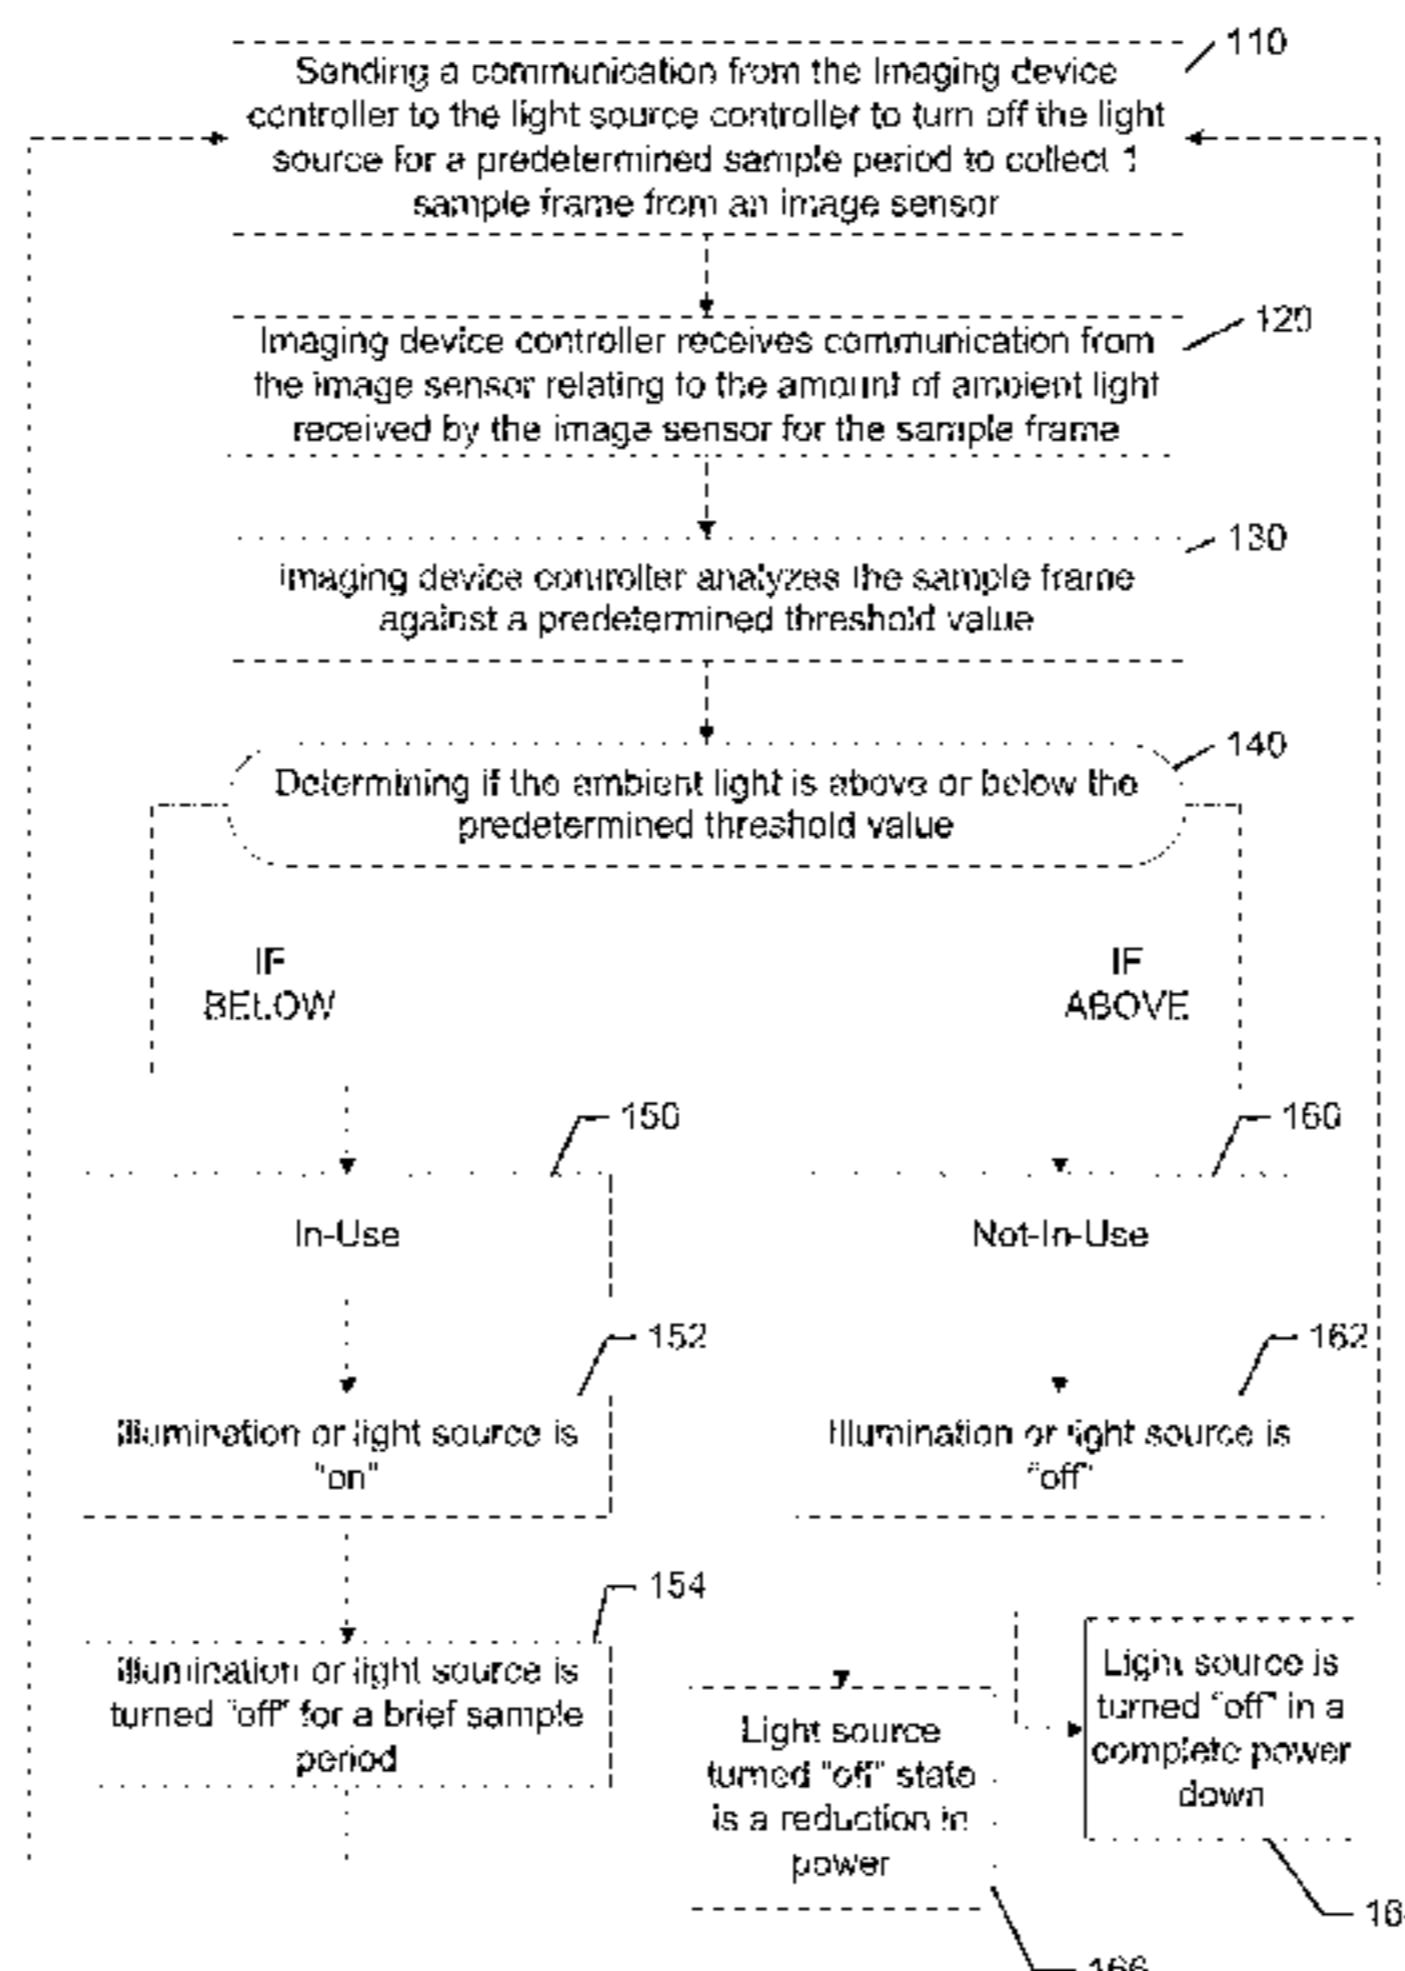 110
Sending a communication from the Imaging device
controller to the light source controller to turn off the light
source for a predetermined sample period to collect 1
sample frame from an image sensor
120
Imaging device controller receives communication from
the image sensor relating to the amount of ambient light
received by the image sensor for the sample frame
130
Imaging device controller analyzes the sample frame
against a predetermined threshold value
140
Determining if the ambient light is above or below the
predetermined threshold value
IF
BELOW
IF
ABOVE
150
In-Use
160
Not-In-Use
152
Illumination or light source is
"on"
162
Illumination or light source is
"off"
154
Illumination or light source is
turned "off" for a brief sample
period
Light source
turned "off" state
is a reduction in
power
166
Light source is
turned "off" in a
complete power
down